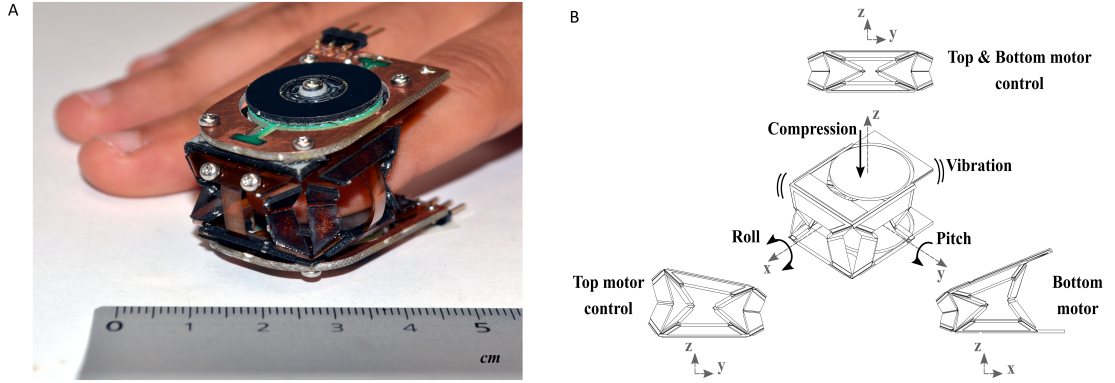 A
0 1 2 3 4 5
cm
B
z
y
Top & Bottom motor
control
z
Compression
Vibration
Roll
Pitch
x
y
Top motor
control
Bottom
motor
z
y
z
x